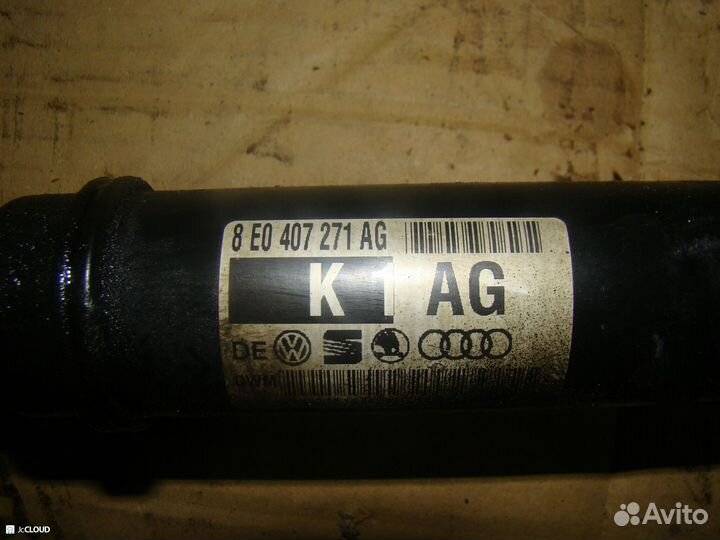 8 E0 407 271 AG
K 1 AG
DE
GWM
JcCLOUD
Avito